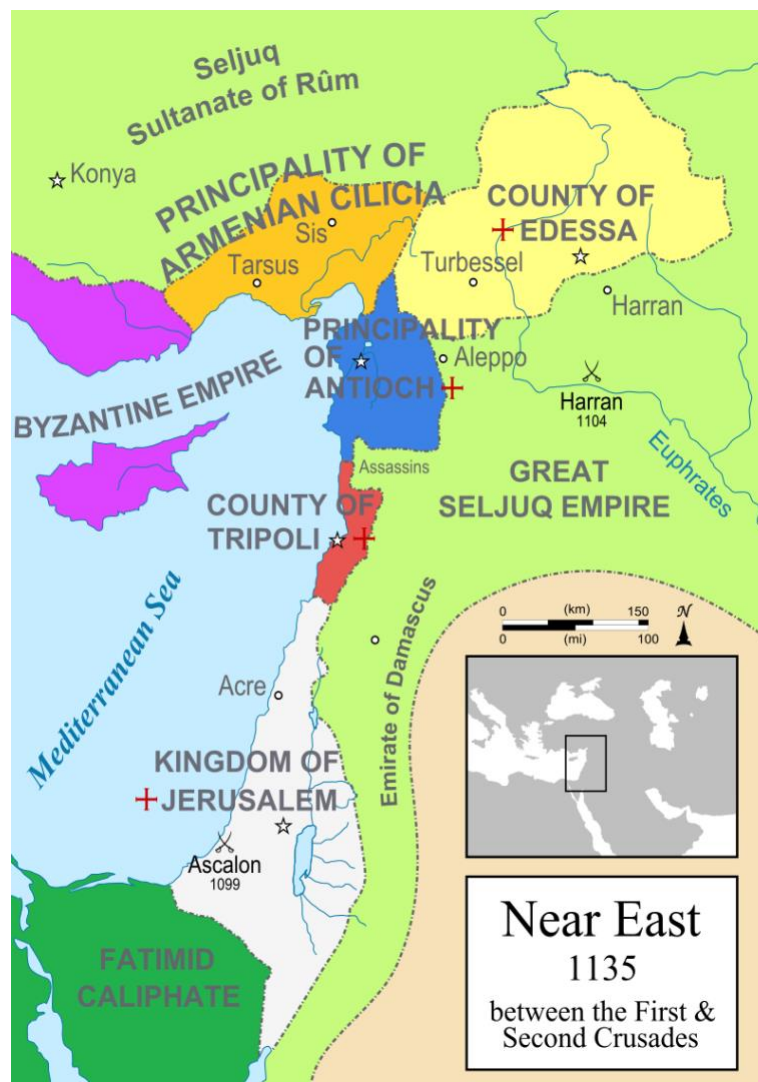 Seljuq
Sultanate of Rûm
Konya
PRINCIPALITY OF
ARMENIAN CILICIA
Sis
Tarsus
COUNTY OF
EDESSA
Turbessel
Harran
PRINCIPALITY
OF
ANTIOCH
Aleppo
Harran
1104
BYZANTINE EMPIRE
Euphrates
Assassins
GREAT
SELJUQ EMPIRE
COUNTY OF
TRIPOLI
Mediterranean Sea
Emirate of Damascus
0 (km) 150
0 (mi) 100
N
Acre
KINGDOM OF
JERUSALEM
Ascalon
1099
FATIMID
CALIPHATE
Near East
1135
between the First &
Second Crusades